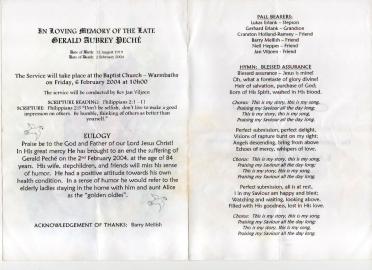 IN LOVING MEMORY OF THE LATE
GERALD AUBREY PECHÉ
Date of Birth: 12 August 1919
Date of Death: 2 February 2004
The Service will take place at the Baptist Church – Warmbaths
on Friday, 6 February 2004 at 10h00
The service will be conducted by Rev Jan Viljoen
SCRIPTURE READING: Philippians 2:1 - 11
SCRIPTURE: Philippians 2:3 "Don't be selfish, don't live to make a good
impression on others. Be humble, thinking of others as better than
yourself."
EULOGY
Praise be to the God and Father of our Lord Jesus Christ!
In His great mercy He has brought to an end the suffering of
Gerald Peché on the 2nd February 2004, at the age of 84
years. His wife, stepchildren, and friends will miss his sense
of humor. He had a positive attitude towards his own
health condition. In a sense of humor he would refer to the
elderly ladies staying in the home with him and aunt Alice
as the "golden oldies".
ACKNOWLEDGEMENT OF THANKS: Barry Mellish
PALL BEARERS:
Lukas Erlank – Stepson
Gerhard Erlank – Grandson
Cranston Holland-Ramsey – Friend
Barry Mellish – Friend
Neil Heppes – Friend
Jan Viljoen – Friend
HYMN: BLESSED ASSURANCE
Blessed assurance – Jesus is mine!
Oh, what a foretaste of glory divine!
Heir of salvation, purchase of God;
Born of His Spirit, washed in His blood.
Chorus: This is my story, this is my song,
Praising my Saviour all the day long;
This is my story, this is my song,
Praising my Saviour all the day long.
Perfect submission, perfect delight,
Visions of rapture burst on my sight;
Angels descending, bring from above
Echoes of mercy, whispers of love.
Chorus: This is my story, this is my song,
Praising my Saviour all the day long;
This is my story, this is my song,
Praising my Saviour all the day long.
Perfect submission, all is at rest,
I in my Saviour am happy and blest;
Watching and waiting, looking above,
Filled with His goodness, lost in His love.
Chorus: This is my story, this is my song,
Praising my Saviour all the day long;
This is my story, this is my song,
Praising my Saviour all the day long.